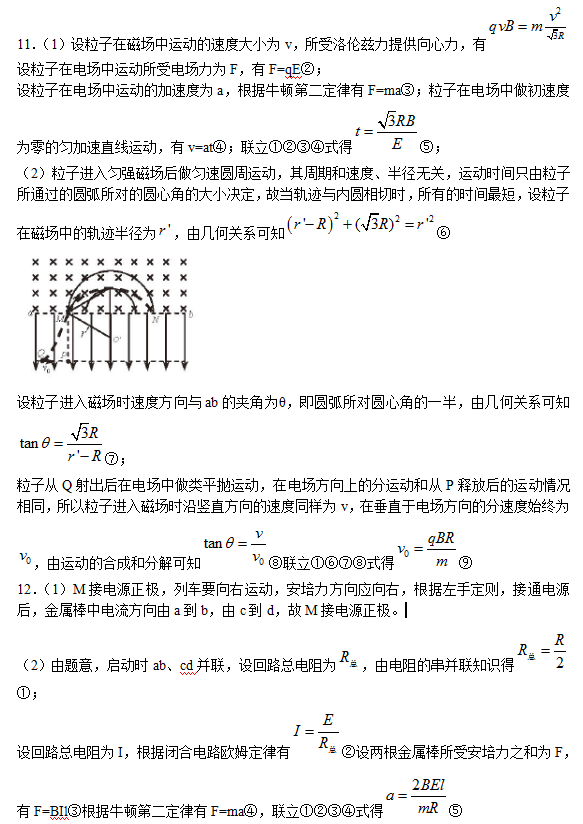 11.（1）设粒子在磁场中运动的速度大小为 v，所受洛伦兹力提供向心力，有 $qvB=m\frac{v^2}{\sqrt{3}R}$
设粒子在电场中运动所受电场力为 F，有 F=qE②；
设粒子在电场中运动的加速度为 a，根据牛顿第二定律有 F=ma③；粒子在电场中做初速度
为零的匀加速直线运动，有 v=at④；联立①②③④式得 $t=\frac{\sqrt{3}RB}{E}$ ⑤；
（2）粒子进入匀强磁场后做匀速圆周运动，其周期和速度、半径无关，运动时间只由粒子
所通过的圆弧所对的圆心角的大小决定，故当轨迹与内圆相切时，所有的时间最短，设粒子
在磁场中的轨迹半径为 $r'$，由几何关系可知 $(r'-R)^2+(\sqrt{3}R)^2=r'^2$ ⑥
a M N b
r' O'
Q P
v₀
设粒子进入磁场时速度方向与 ab 的夹角为θ，即圆弧所对圆心角的一半，由几何关系可知
$\tan\theta=\frac{\sqrt{3}R}{r'-R}$ ⑦；
粒子从 Q 射出后在电场中做类平抛运动，在电场方向上的分运动和从 P 释放后的运动情况
相同，所以粒子进入磁场时沿竖直方向的速度同样为 v，在垂直于电场方向的分速度始终为
$v_0$，由运动的合成和分解可知 $\tan\theta=\frac{v}{v_0}$ ⑧联立①⑥⑦⑧式得 $v_0=\frac{qBR}{m}$ ⑨
12.（1）M 接电源正极，列车要向右运动，安培力方向应向右，根据左手定则，接通电源
后，金属棒中电流方向由 a 到 b，由 c 到 d，故 M 接电源正极。
（2）由题意，启动时 ab、cd 并联，设回路总电阻为 $R_{总}$，由电阻的串并联知识得 $R_{总}=\frac{R}{2}$
①；
设回路总电阻为 I，根据闭合电路欧姆定律有 $I=\frac{E}{R_{总}}$ ②设两根金属棒所受安培力之和为 F，
有 F=BIl③根据牛顿第二定律有 F=ma④，联立①②③④式得 $a=\frac{2BEl}{mR}$ ⑤